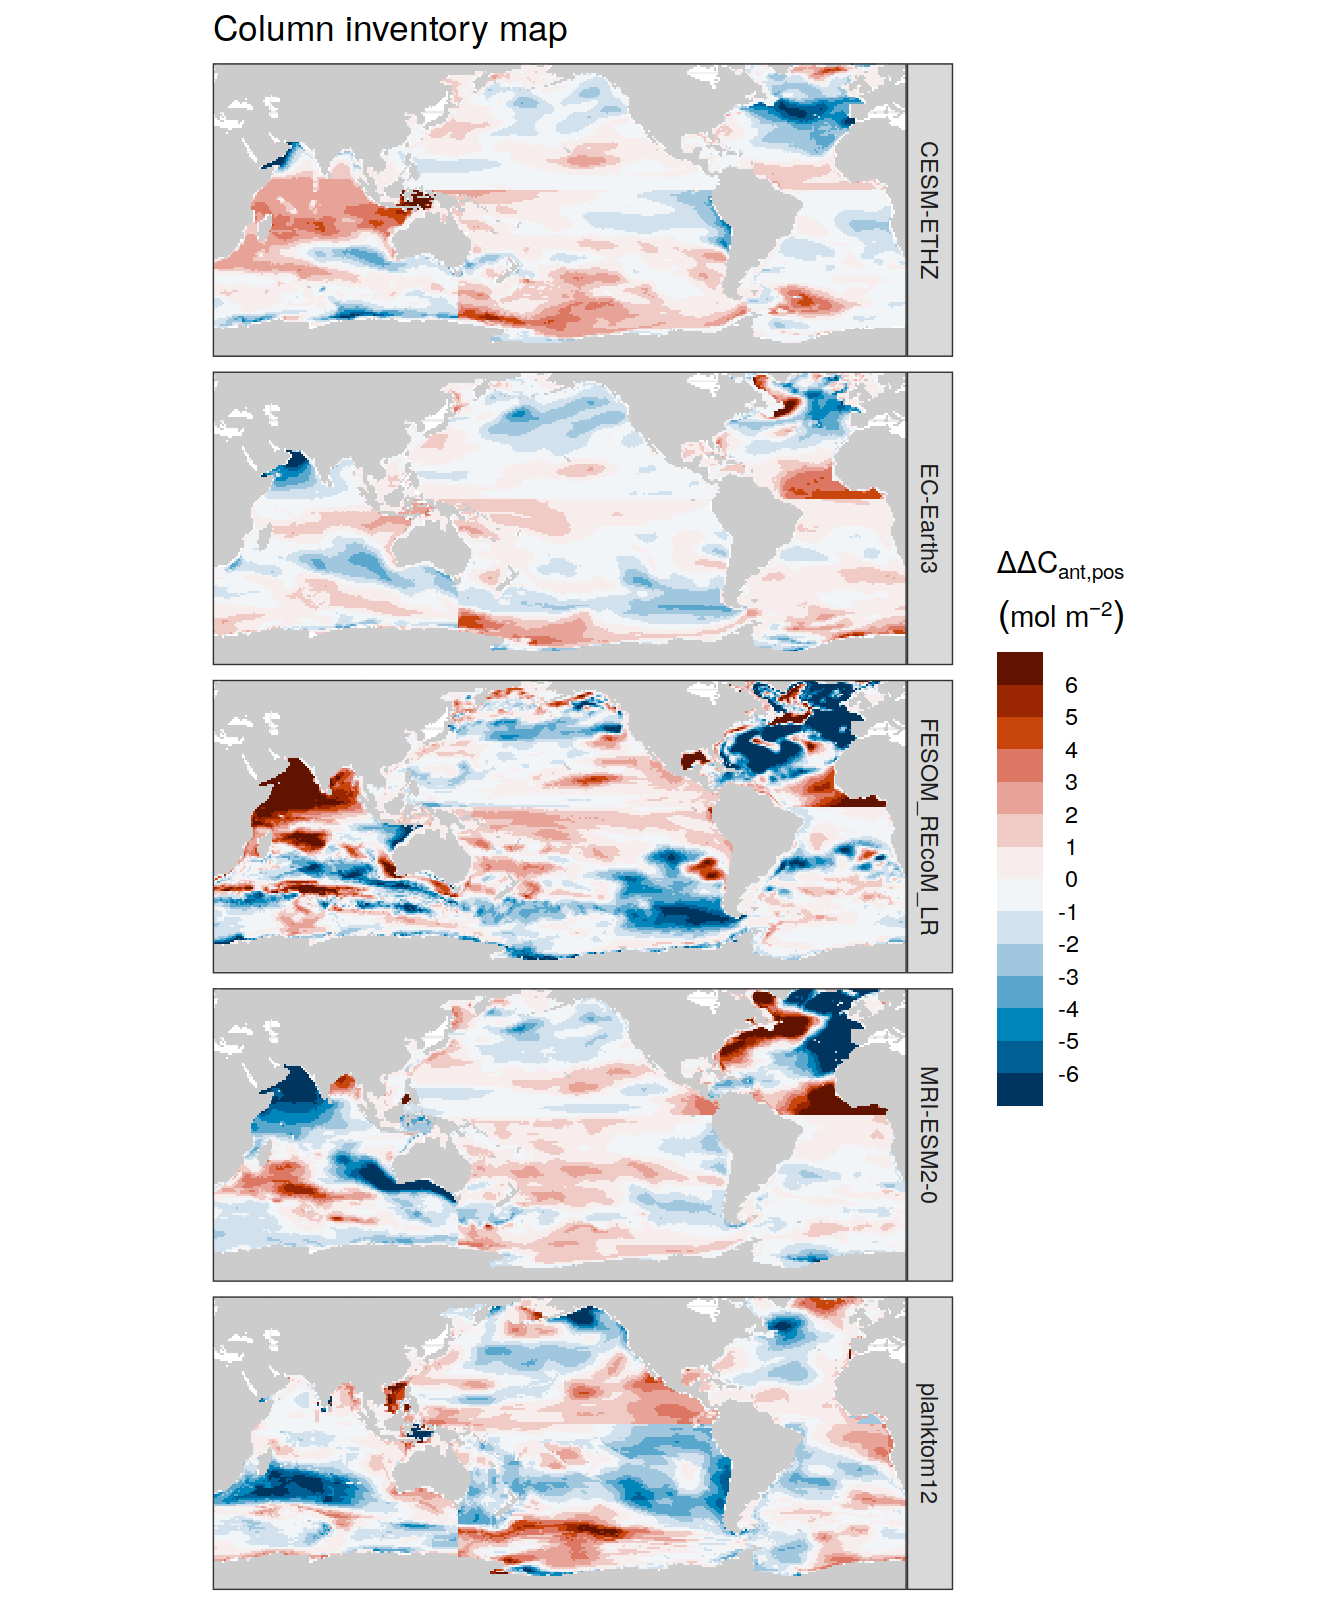 Column inventory map
CESM-ETHZ
EC-Earth3
FESOM_REcoM_LR
MRI-ESM2-0
planktom12
ΔΔCant,pos
(mol m−2)
6
5
4
3
2
1
0
-1
-2
-3
-4
-5
-6